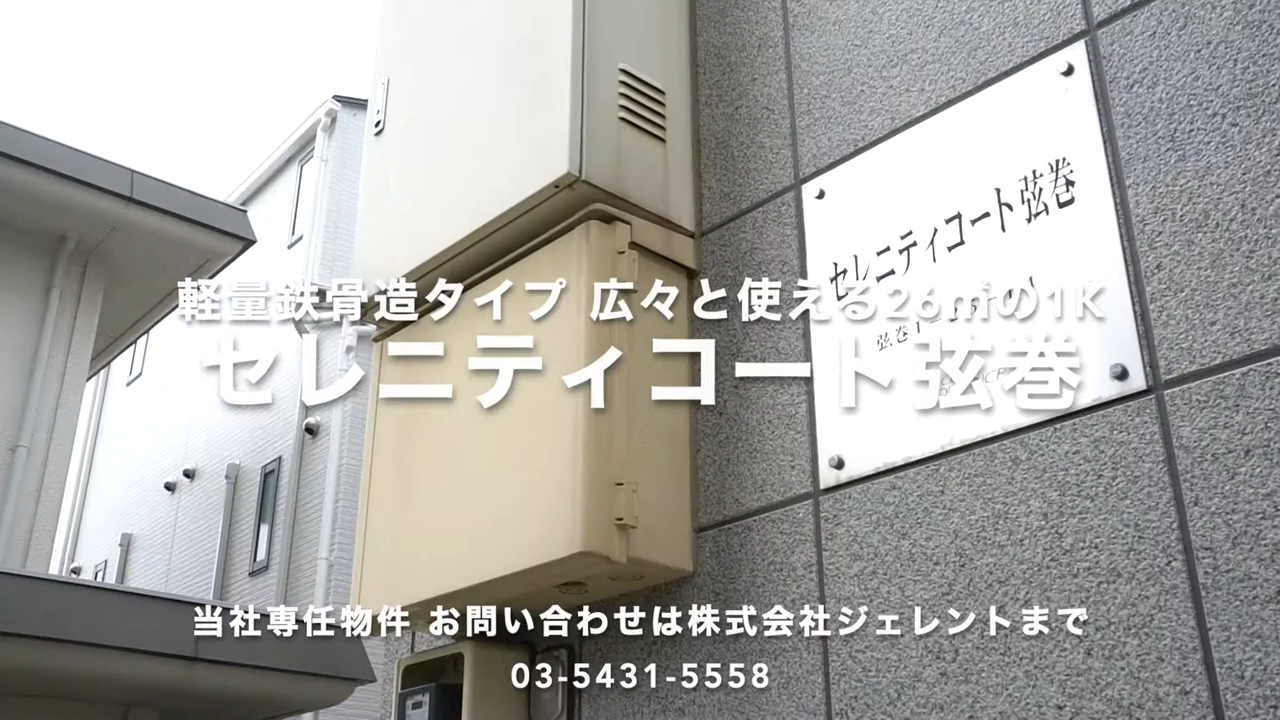 セレニティコート弦巻
弦巻1
軽量鉄骨造タイプ 広々と使える26㎡の1K
セレニティコート弦巻
当社専任物件 お問い合わせは株式会社ジェレントまで
03-5431-5558